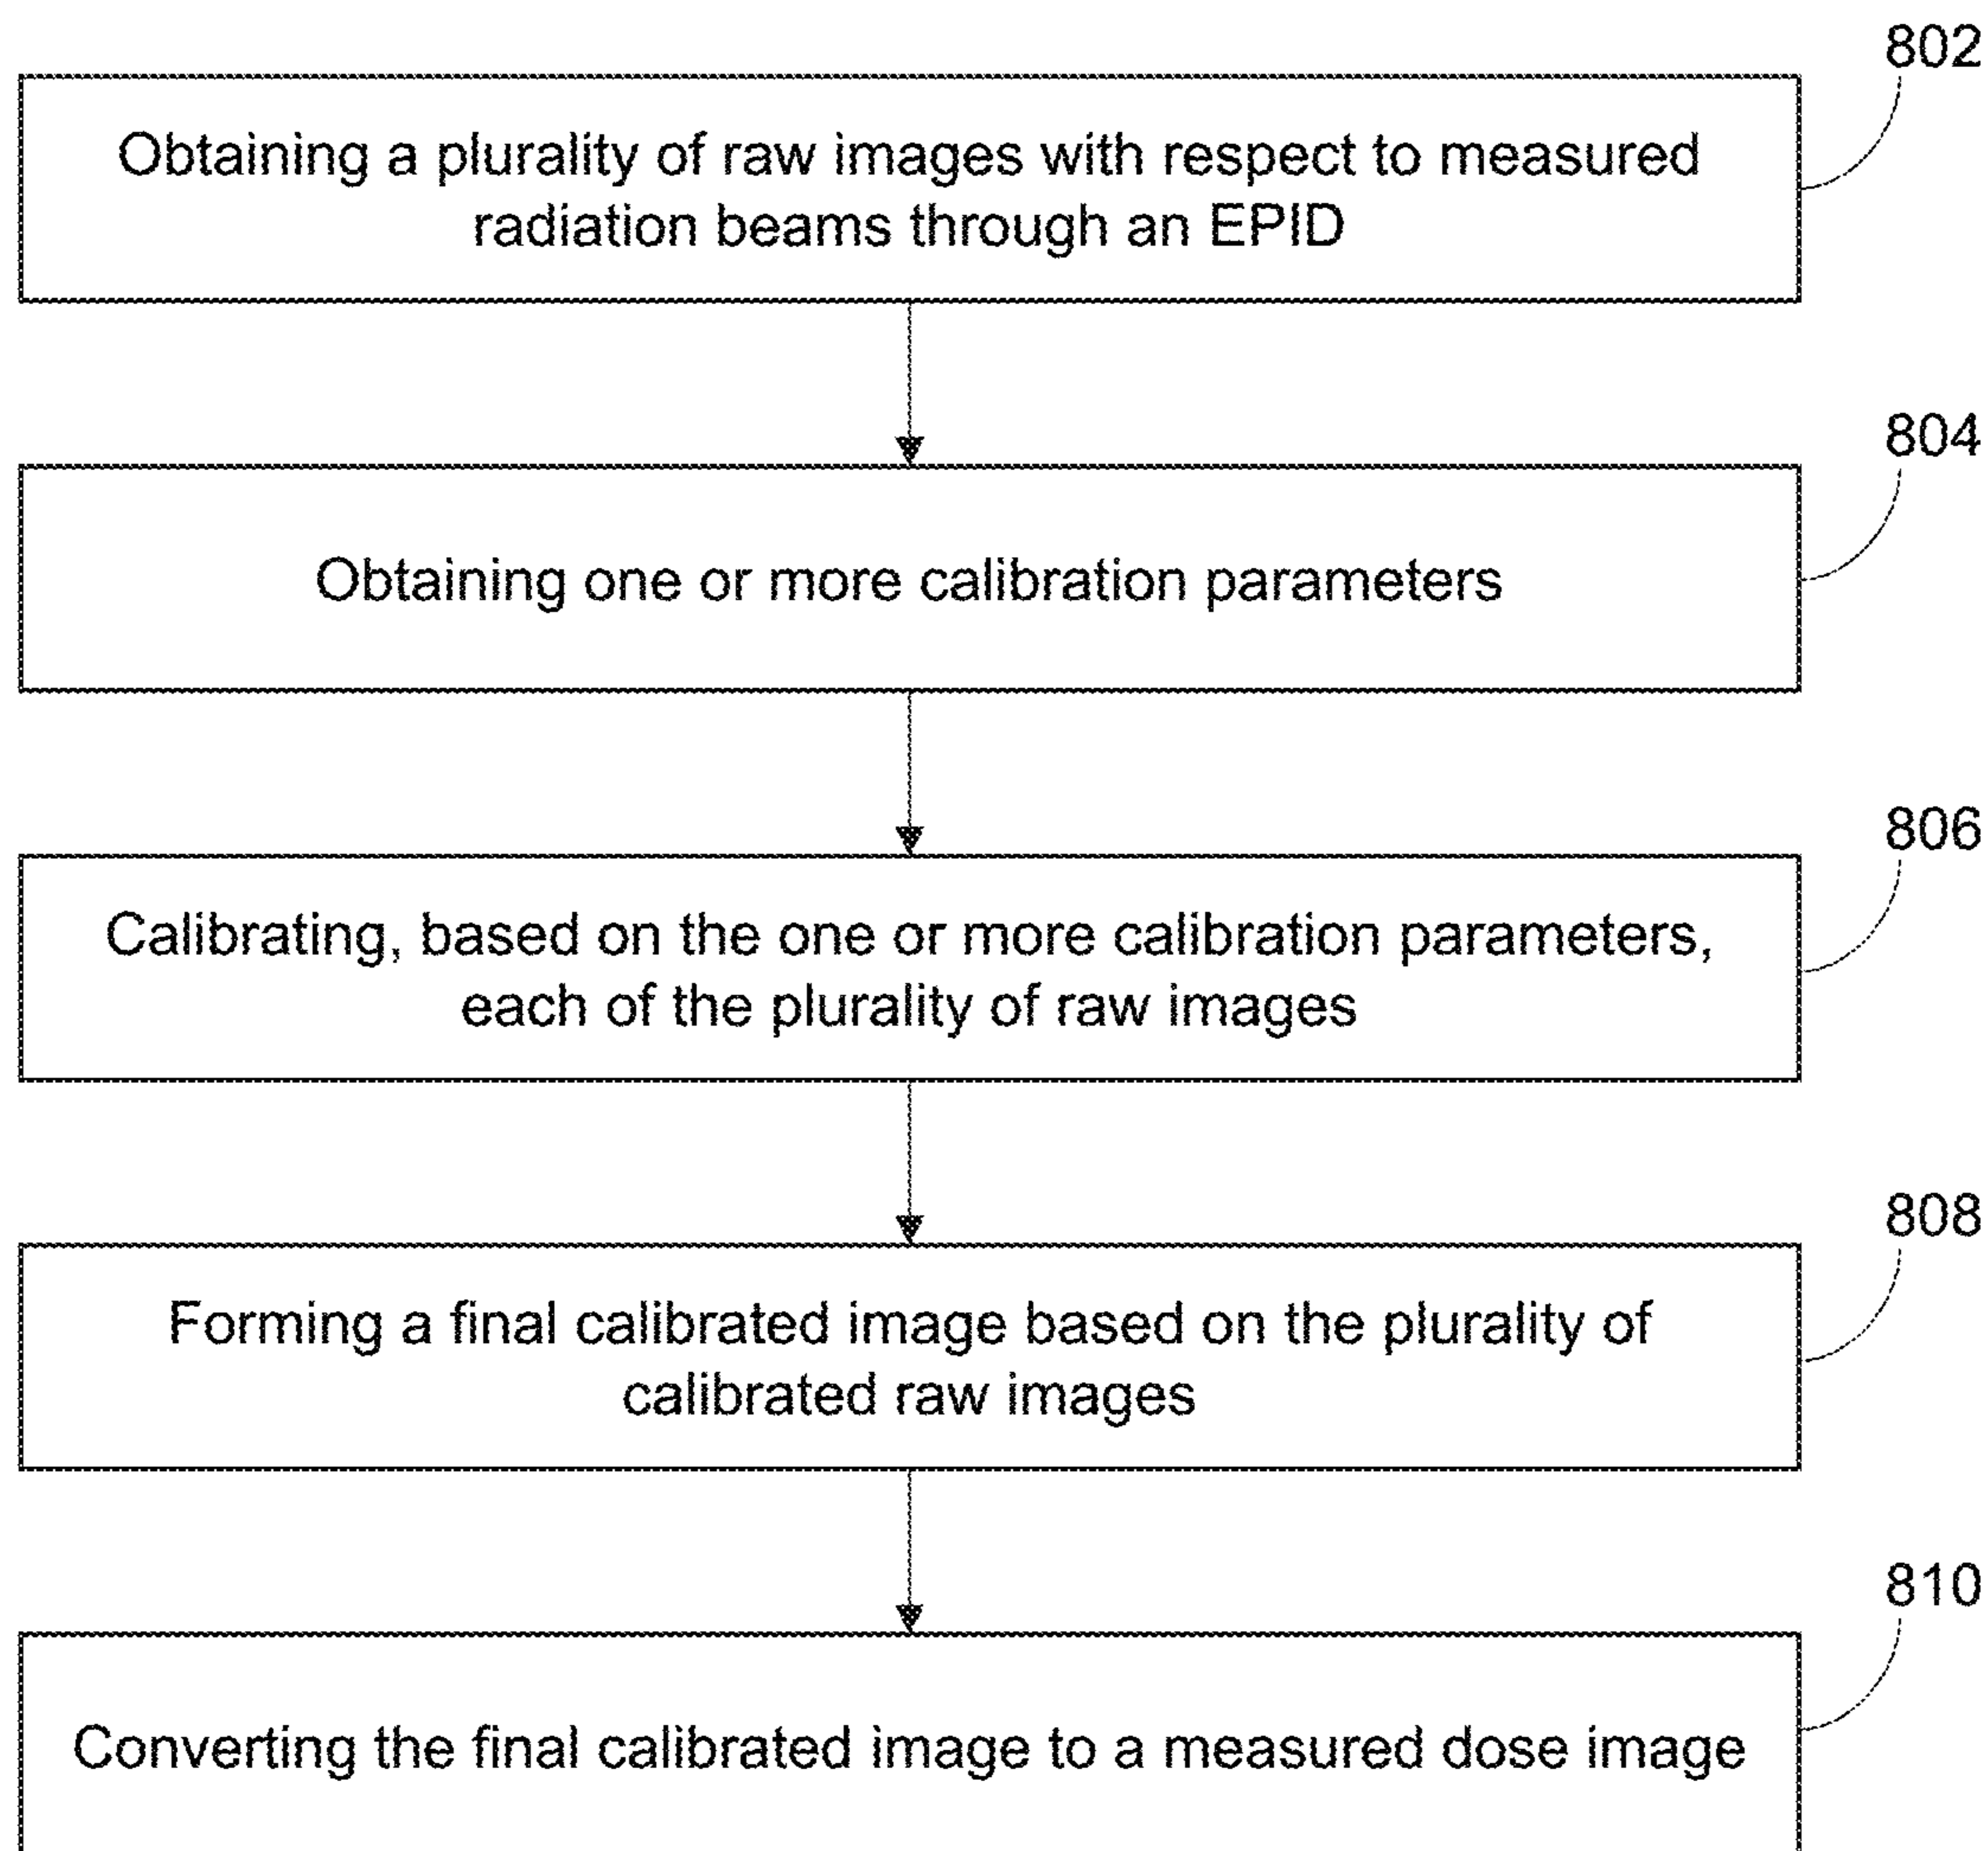 802
Obtaining a plurality of raw images with respect to measured
radiation beams through an EPID
804
Obtaining one or more calibration parameters
806
Calibrating, based on the one or more calibration parameters,
each of the plurality of raw images
808
Forming a final calibrated image based on the plurality of
calibrated raw images
810
Converting the final calibrated image to a measured dose image